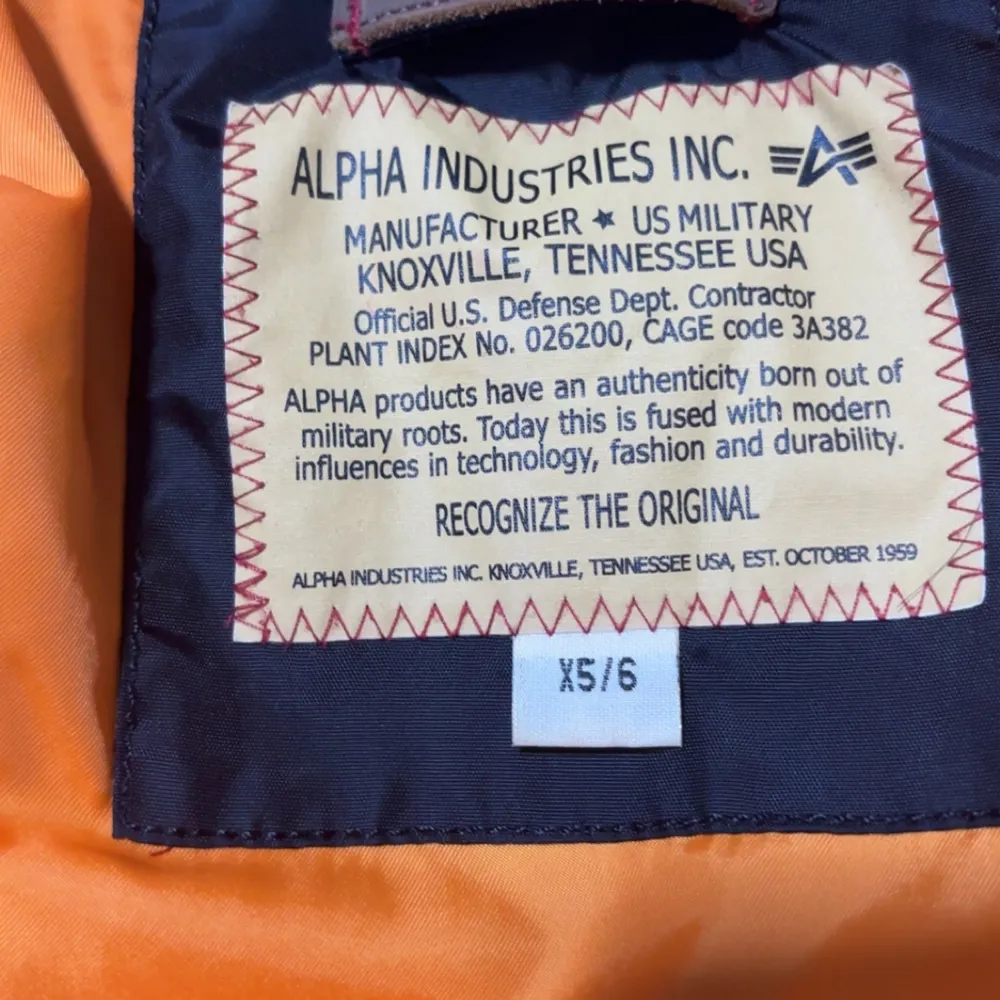 ALPHA INDUSTRIES INC.
MANUFACTURER ★ US MILITARY
KNOXVILLE, TENNESSEE USA
Official U.S. Defense Dept. Contractor
PLANT INDEX No. 026200, CAGE code 3A382
ALPHA products have an authenticity born out of
military roots. Today this is fused with modern
influences in technology, fashion and durability.
RECOGNIZE THE ORIGINAL
ALPHA INDUSTRIES INC. KNOXVILLE, TENNESSEE USA, EST. OCTOBER 1959
X5/6